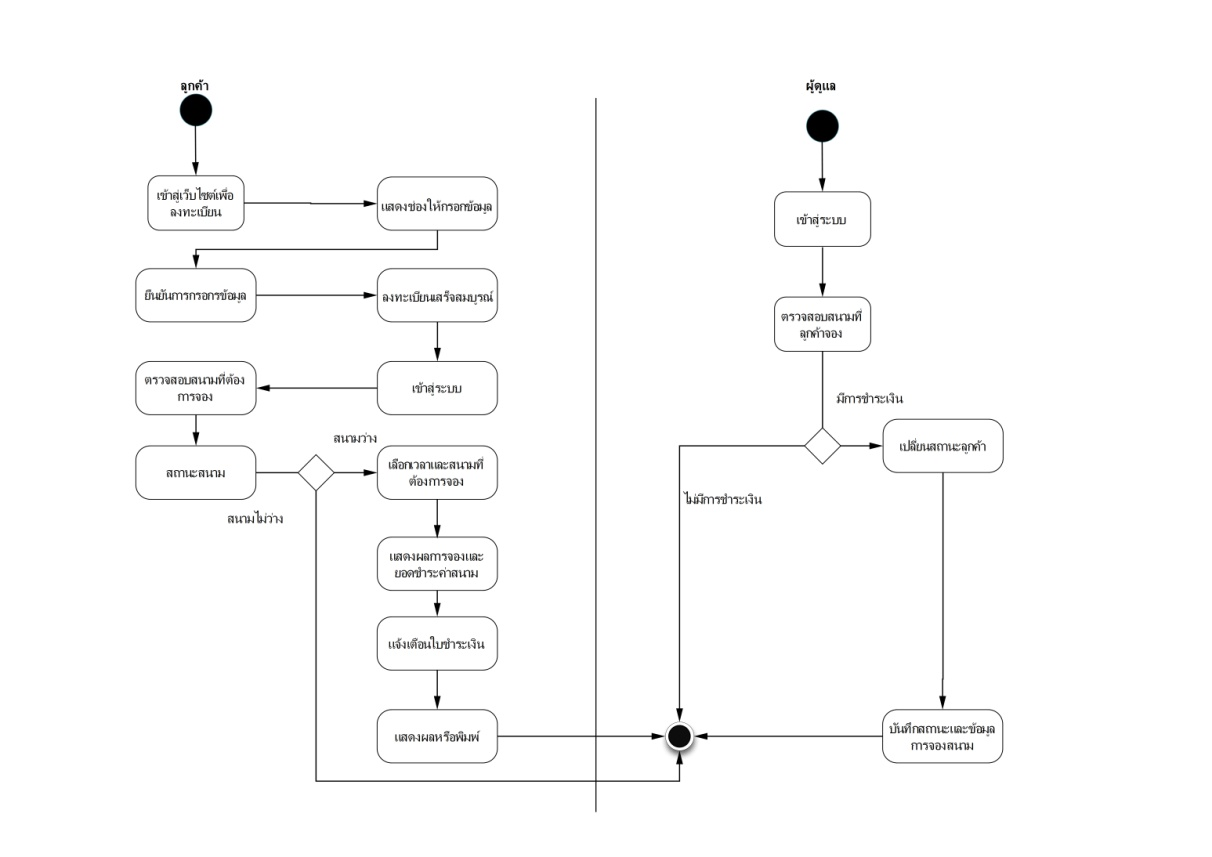 ลูกค้า
เข้าสู่เว็บไซต์เพื่อ
ลงทะเบียน
แสดงช่องให้กรอกข้อมูล
ยืนยันการกรอกรข้อมูล
ลงทะเบียนเสร็จสมบูรณ์
ตรวจสอบสนามที่ต้อง
การจอง
เข้าสู่ระบบ
สถานะสนาม
สนามว่าง
สนามไม่ว่าง
เลือกเวลาและสนามที่
ต้องการจอง
แสดงผลการจองและ
ยอดชำระค่าสนาม
แจ้งเตือนใบชำระเงิน
แสดงผลหรือพิมพ์
ผู้ดูแล
เข้าสู่ระบบ
ตรวจสอบสนามที่
ลูกค้าจอง
มีการชำระเงิน
เปลี่ยนสถานะลูกค้า
ไม่มีการชำระเงิน
บันทึกสถานะและข้อมูล
การจองสนาม